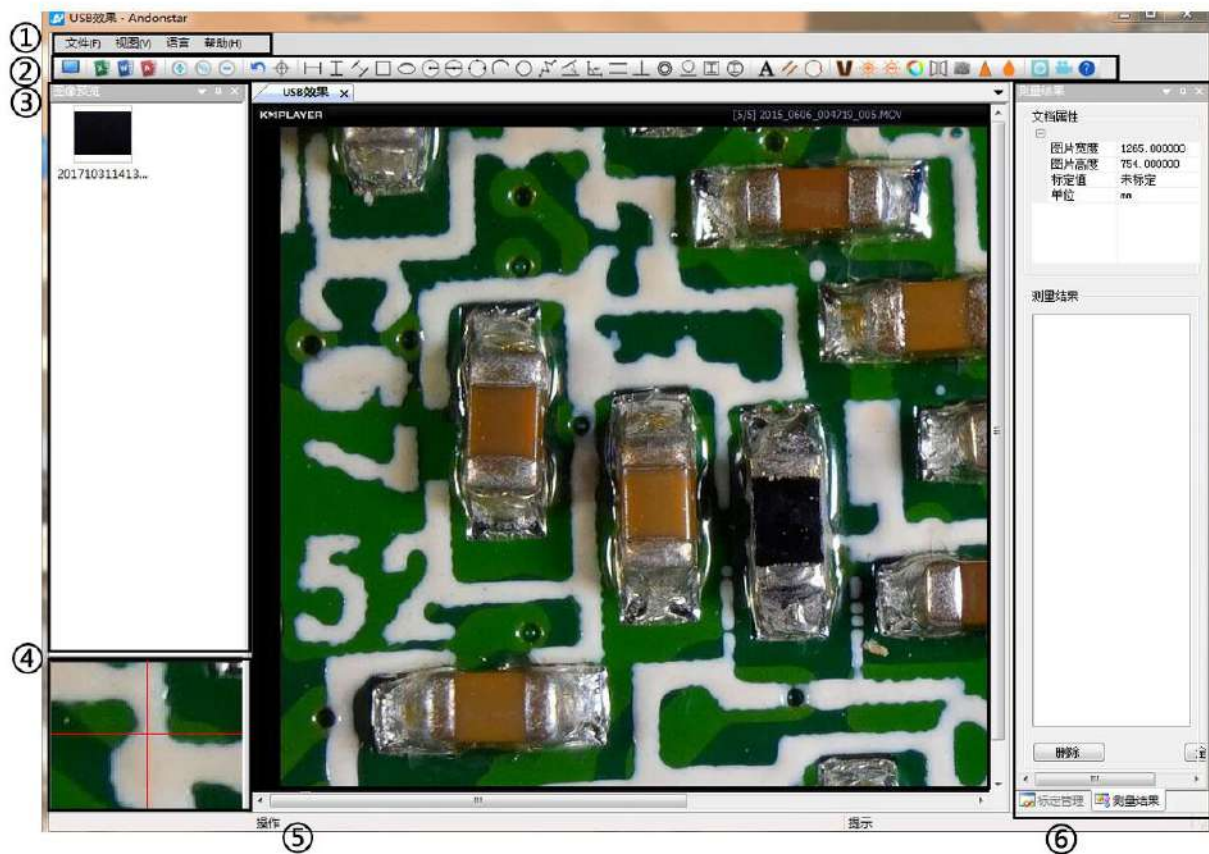 USB效果 - Andonstar
① 文件(F) 视图(V) 语言 帮助(H)
②
A
③ 图像预览
USB效果 x
测量结果
KMPLAYER
[5/5] 2015_0606_004719_005.MOV
201710311413...
文档属性
图片宽度 1265.000000
图片高度 754.000000
标定值 未标定
单位 mm
测量结果
52
④
删除
标定管理 测量结果
操作
提示
⑤
⑥